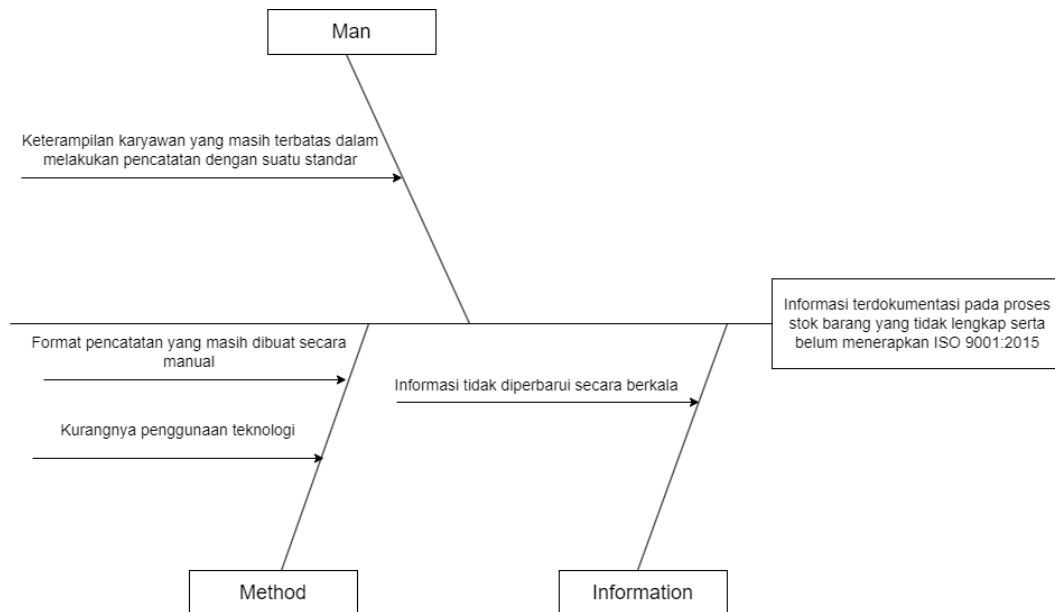 Man
Keterampilan karyawan yang masih terbatas dalam
melakukan pencatatan dengan suatu standar
Informasi terdokumentasi pada proses
stok barang yang tidak lengkap serta
belum menerapkan ISO 9001:2015
Format pencatatan yang masih dibuat secara
manual
Informasi tidak diperbarui secara berkala
Kurangnya penggunaan teknologi
Method
Information